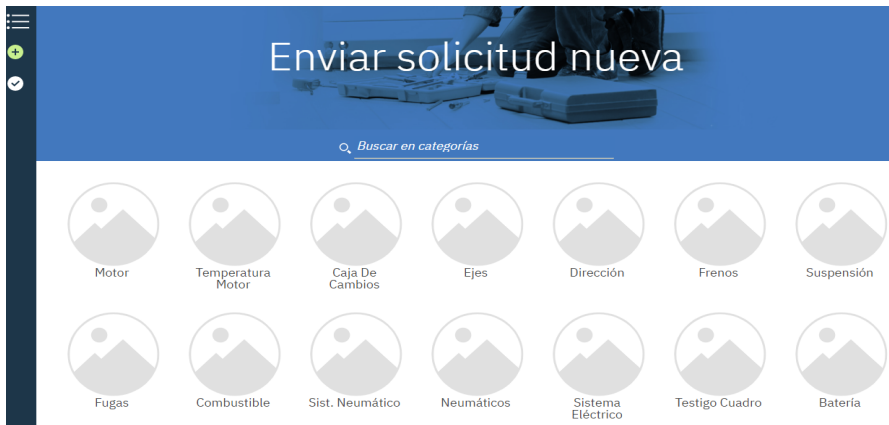 Enviar solicitud nueva
Buscar en categorías
Motor
Temperatura
Motor
Caja De
Cambios
Ejes
Dirección
Frenos
Suspensión
Fugas
Combustible
Sist. Neumático
Neumáticos
Sistema
Eléctrico
Testigo Cuadro
Batería